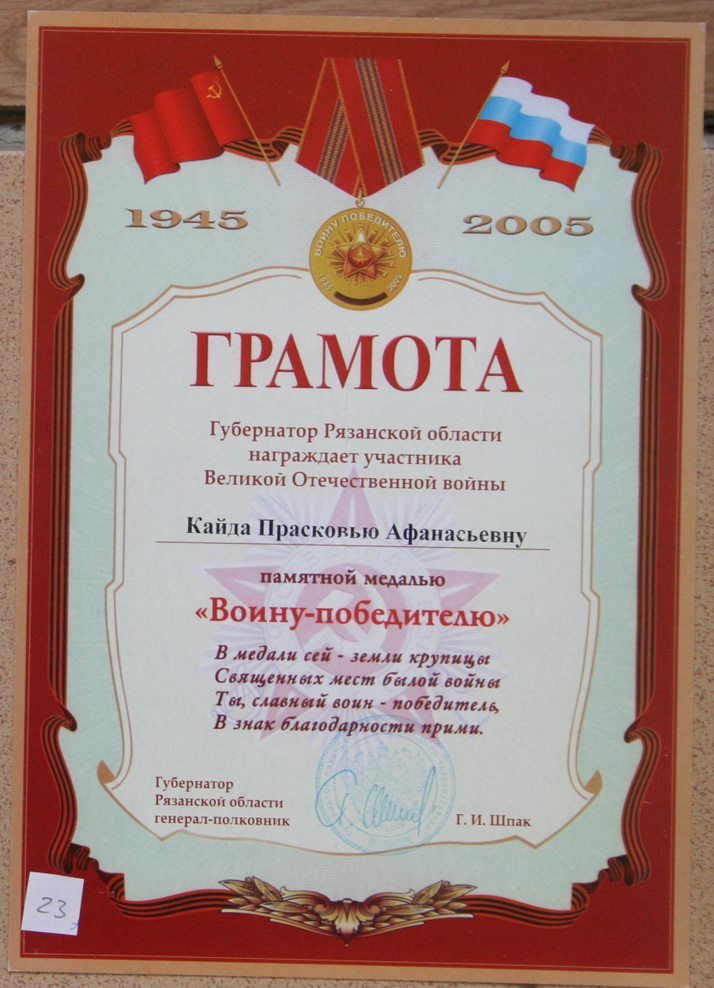 1945
2005
ВОИНУ ПОБЕДИТЕЛЮ
1945
2005
ГРАМОТА
Губернатор Рязанской области
награждает участника
Великой Отечественной войны
Кайда Прасковью Афанасьевну
памятной медалью
«Воину-победителю»
В медали сей - земли крупицы
Священных мест былой войны
Ты, славный воин - победитель,
В знак благодарности прими.
Губернатор
Рязанской области
генерал-полковник
Г. И. Шпак
23